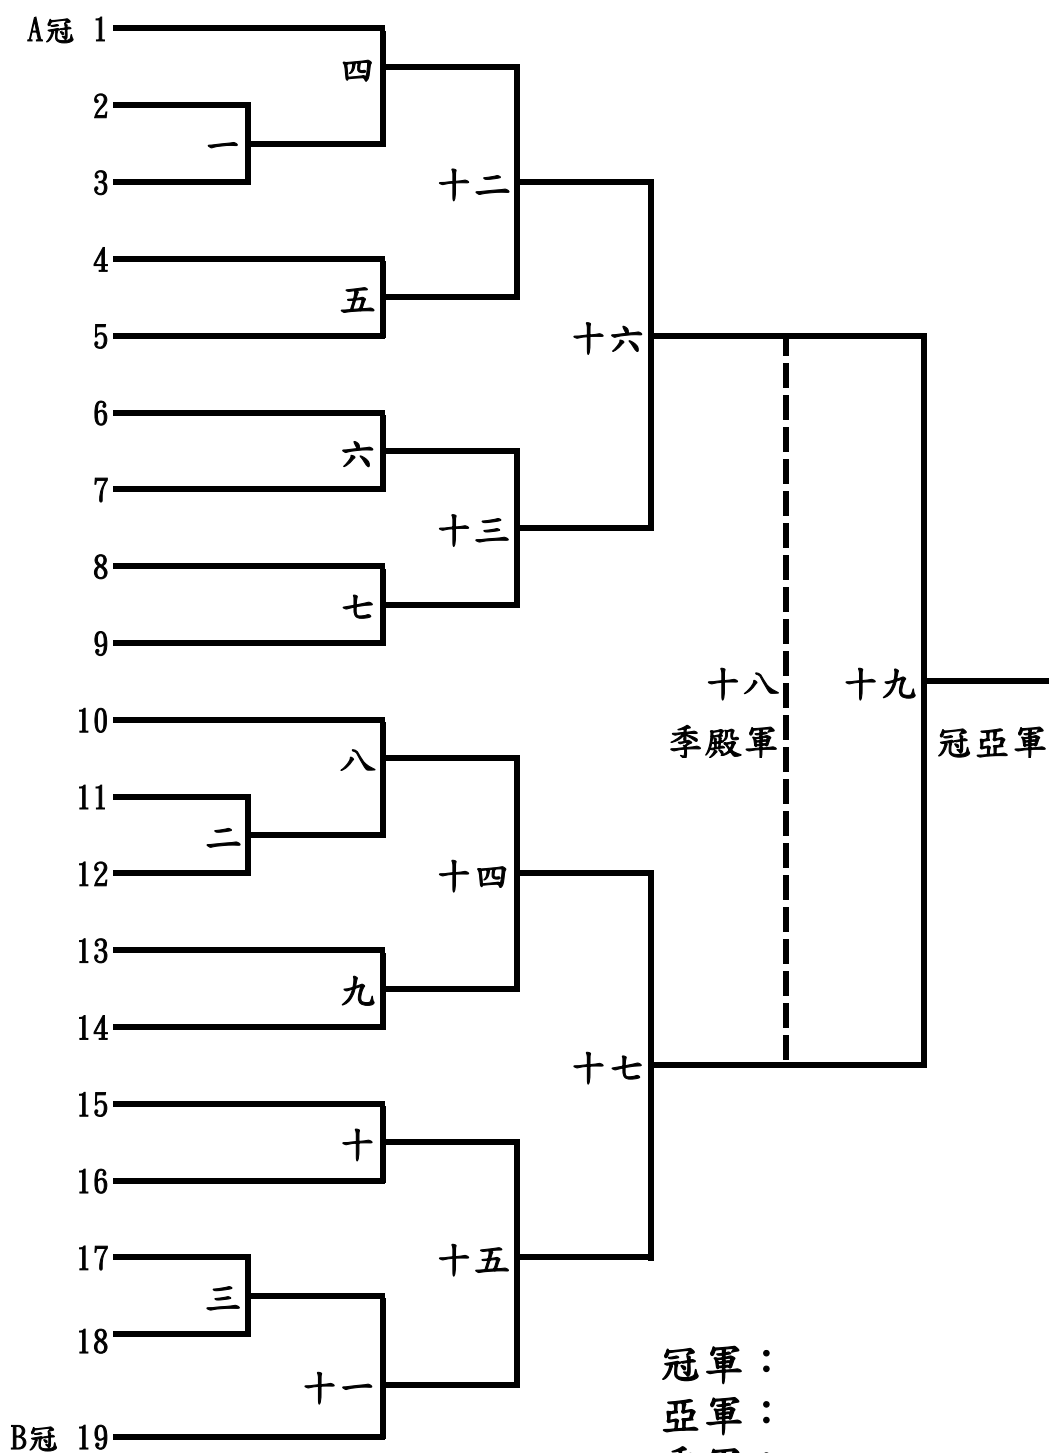 A冠 1
四
2
一
3
十二
4
五
5
十六
6
六
7
十三
8
七
9
十八 十九
10
季殿軍 冠亞軍
八
11
二
12
十四
13
九
14
十七
15
十
16
17
十五
三
18
冠軍：
十一
亞軍：
B冠 19